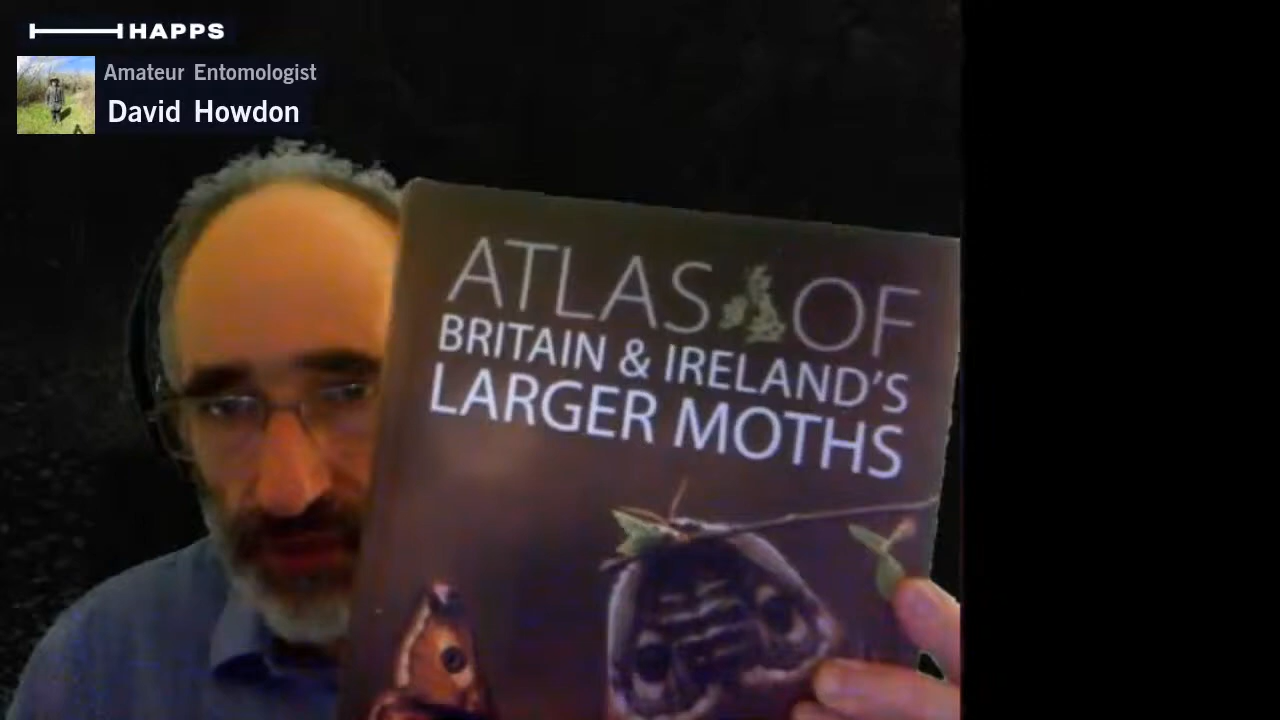 HAPPS
Amateur Entomologist
David Howdon
ATLAS OF
BRITAIN & IRELAND'S
LARGER MOTHS